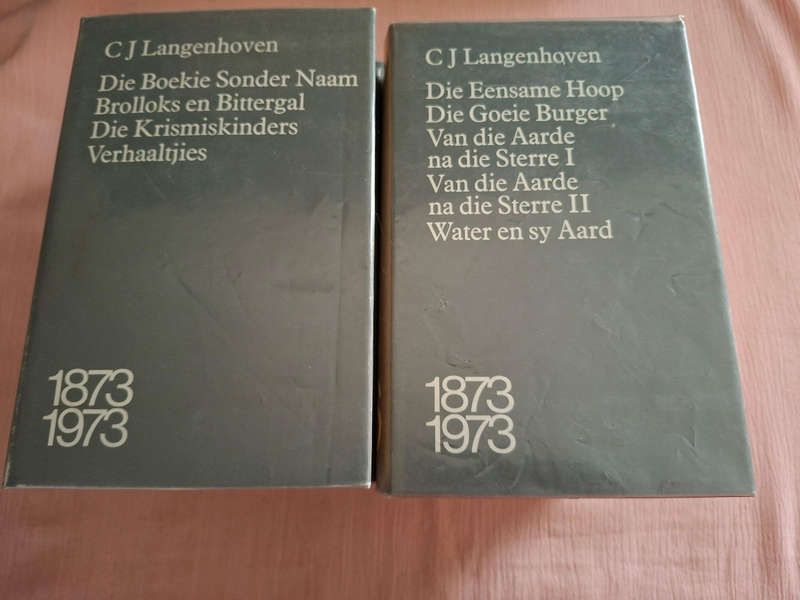 C J Langenhoven
Die Boekie Sonder Naam
Brolloks en Bittergal
Die Krismiskinders
Verhaaltjies
1873
1973
C J Langenhoven
Die Eensame Hoop
Die Goeie Burger
Van die Aarde
na die Sterre I
Van die Aarde
na die Sterre II
Water en sy Aard
1873
1973